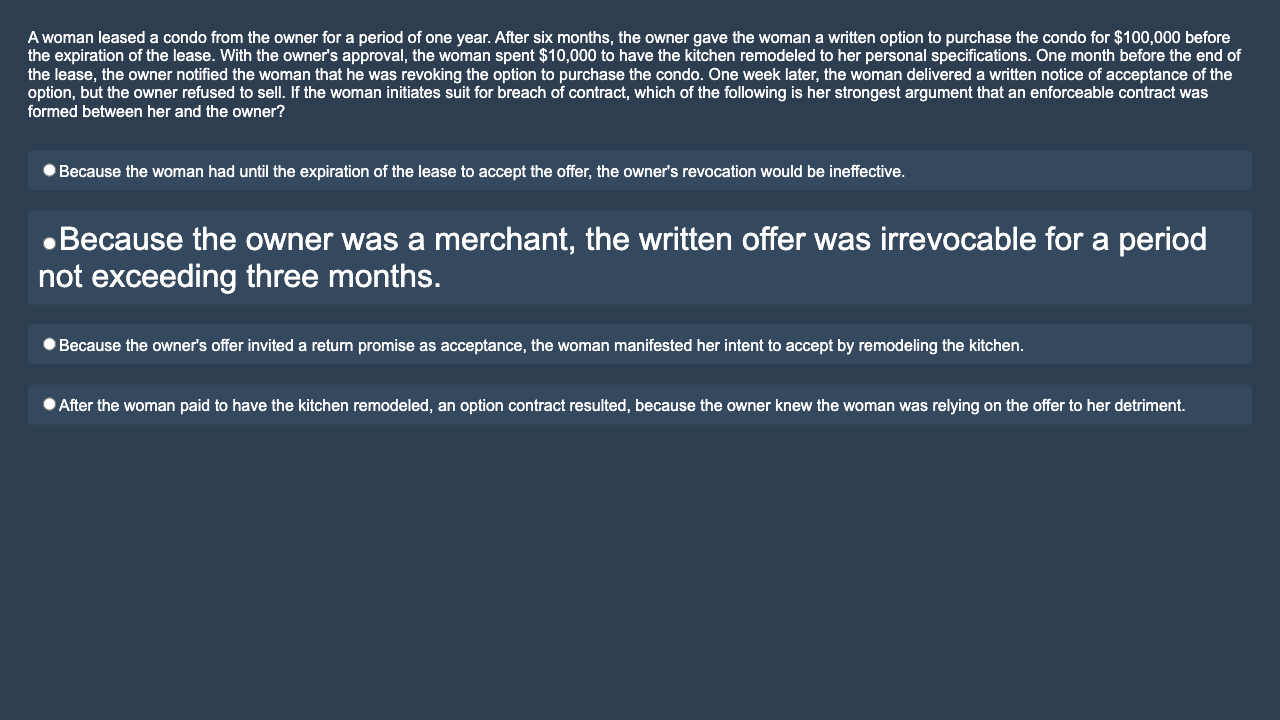 A woman leased a condo from the owner for a period of one year. After six months, the owner gave the woman a written option to purchase the condo for $100,000 before
the expiration of the lease. With the owner's approval, the woman spent $10,000 to have the kitchen remodeled to her personal specifications. One month before the end of
the lease, the owner notified the woman that he was revoking the option to purchase the condo. One week later, the woman delivered a written notice of acceptance of the
option, but the owner refused to sell. If the woman initiates suit for breach of contract, which of the following is her strongest argument that an enforceable contract was
formed between her and the owner?
Because the woman had until the expiration of the lease to accept the offer, the owner's revocation would be ineffective.
Because the owner was a merchant, the written offer was irrevocable for a period
not exceeding three months.
Because the owner's offer invited a return promise as acceptance, the woman manifested her intent to accept by remodeling the kitchen.
After the woman paid to have the kitchen remodeled, an option contract resulted, because the owner knew the woman was relying on the offer to her detriment.